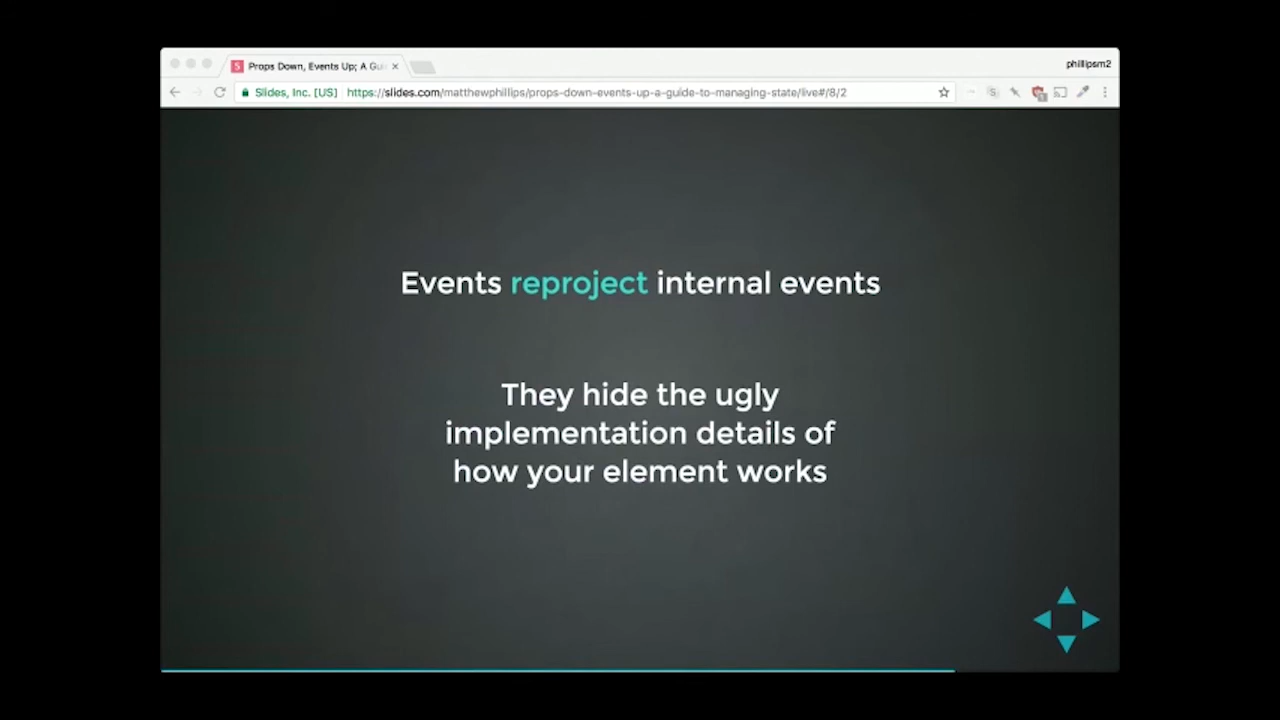 Props Down, Events Up; A Gui
phillipsm2
Slides, Inc. [US] https://slides.com/matthewphillips/props-down-events-up-a-guide-to-managing-state/live#/8/2
Events reproject internal events
They hide the ugly
implementation details of
how your element works